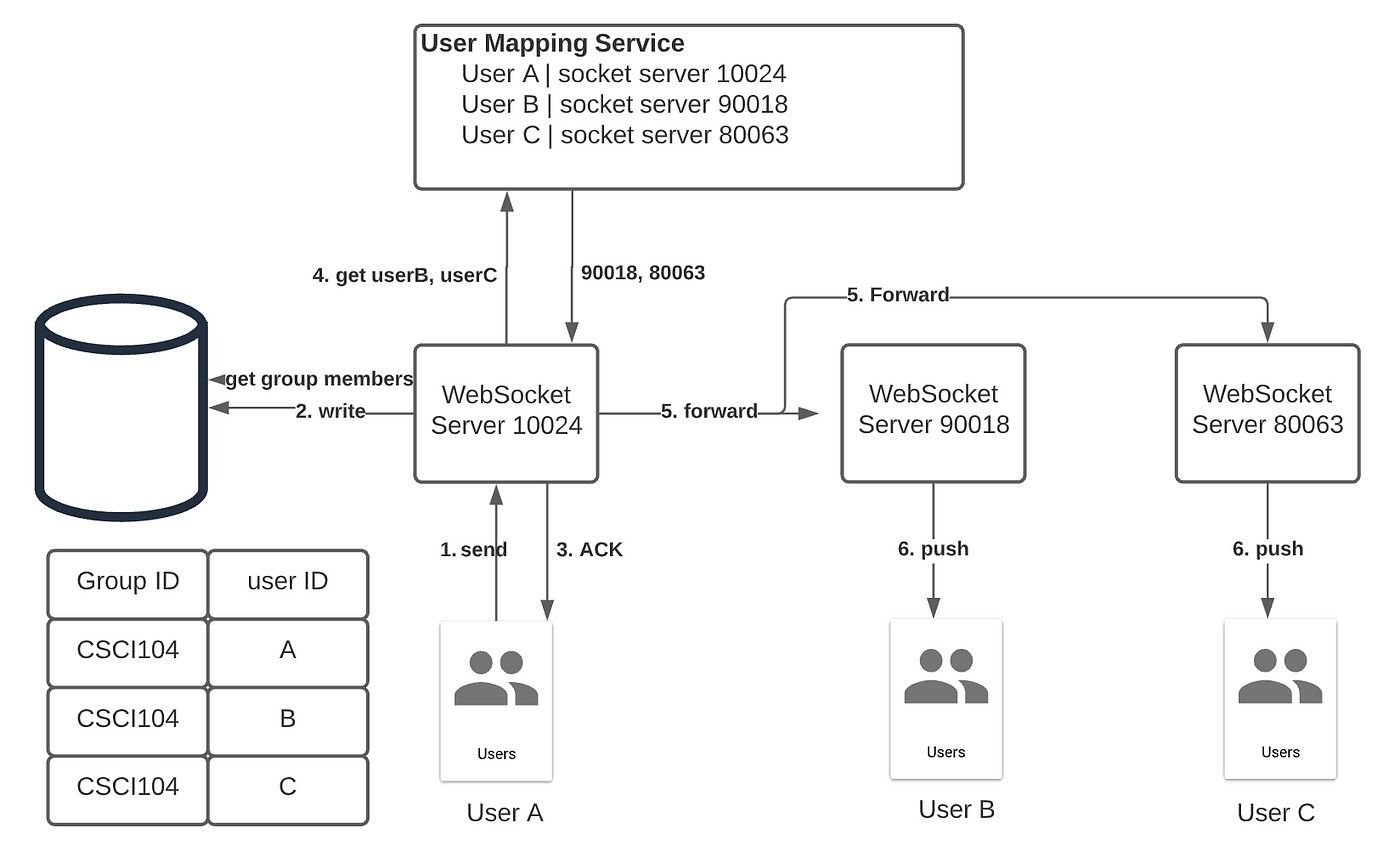 User Mapping Service
User A | socket server 10024
User B | socket server 90018
User C | socket server 80063
4. get userB, userC
90018, 80063
5. Forward
get group members
2. write
WebSocket
Server 10024
5. forward
WebSocket
Server 90018
WebSocket
Server 80063
1. send
3. ACK
6. push
6. push
Group ID user ID
CSCI104 A
CSCI104 B
CSCI104 C
Users
Users
Users
User A
User B
User C